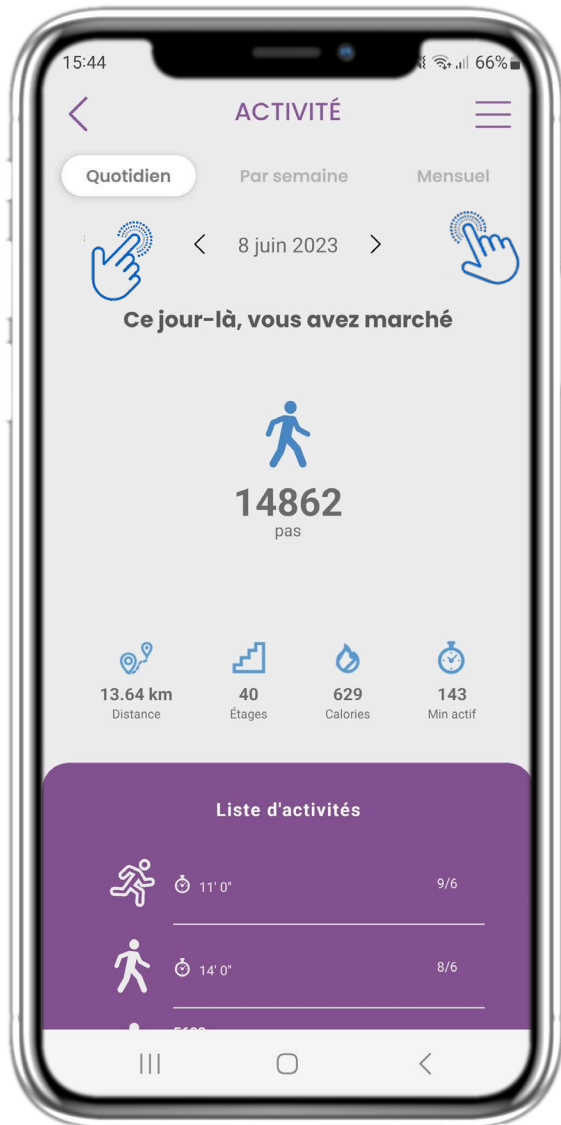 15:44
66%
ACTIVITÉ
Quotidien
Par semaine
Mensuel
8 juin 2023
Ce jour-là, vous avez marché
14862
pas
13.64 km
40
629
143
Distance
Étages
Calories
Min actif
Liste d'activités
11' 0"
9/6
14' 0"
8/6